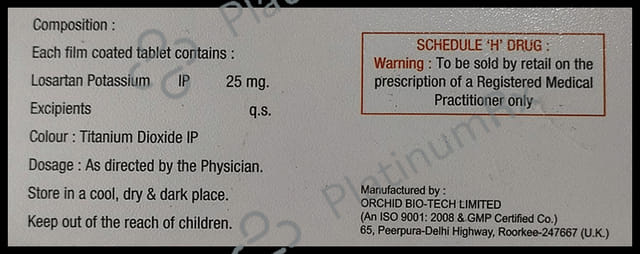 Composition :
Each film coated tablet contains :
Losartan Potassium IP 25 mg.
Excipients q.s.
Colour : Titanium Dioxide IP
Dosage : As directed by the Physician.
Store in a cool, dry & dark place.
Keep out of the reach of children.
SCHEDULE 'H' DRUG :
Warning : To be sold by retail on the
prescription of a Registered Medical
Practitioner only
Manufactured by :
ORCHID BIO-TECH LIMITED
(An ISO 9001: 2008 & GMP Certified Co.)
65, Peerpura-Delhi Highway, Roorkee-247667 (U.K.)
PlatinumRx